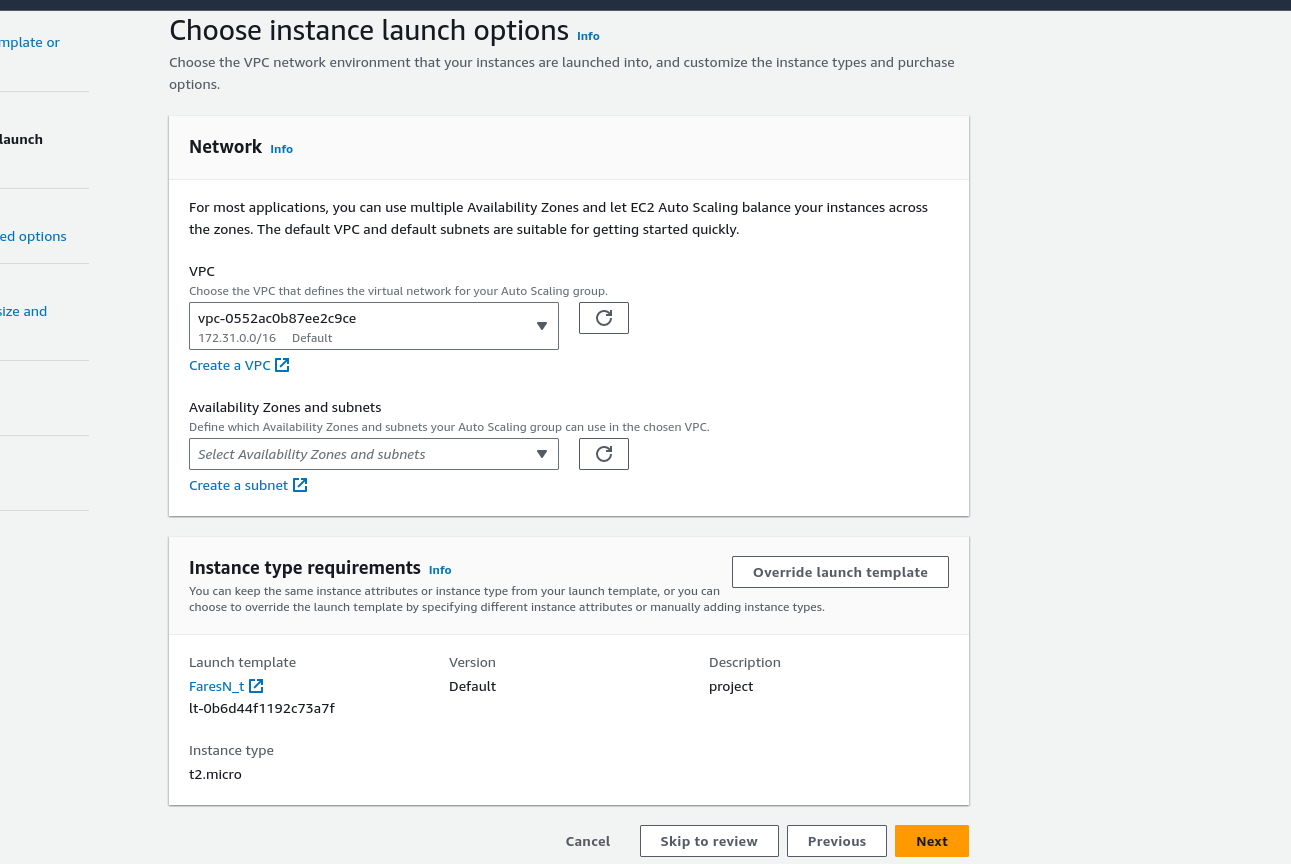 mplate or
launch
ed options
size and
Choose instance launch options Info
Choose the VPC network environment that your instances are launched into, and customize the instance types and purchase
options.
Network Info
For most applications, you can use multiple Availability Zones and let EC2 Auto Scaling balance your instances across
the zones. The default VPC and default subnets are suitable for getting started quickly.
VPC
Choose the VPC that defines the virtual network for your Auto Scaling group.
vpc-0552ac0b87ee2c9ce
172.31.0.0/16 Default
Create a VPC
Availability Zones and subnets
Define which Availability Zones and subnets your Auto Scaling group can use in the chosen VPC.
Select Availability Zones and subnets
Create a subnet
Instance type requirements Info
Override launch template
You can keep the same instance attributes or instance type from your launch template, or you can
choose to override the launch template by specifying different instance attributes or manually adding instance types.
Launch template Version Description
FaresN_t Default project
lt-0b6d44f1192c73a7f
Instance type
t2.micro
Cancel Skip to review Previous Next